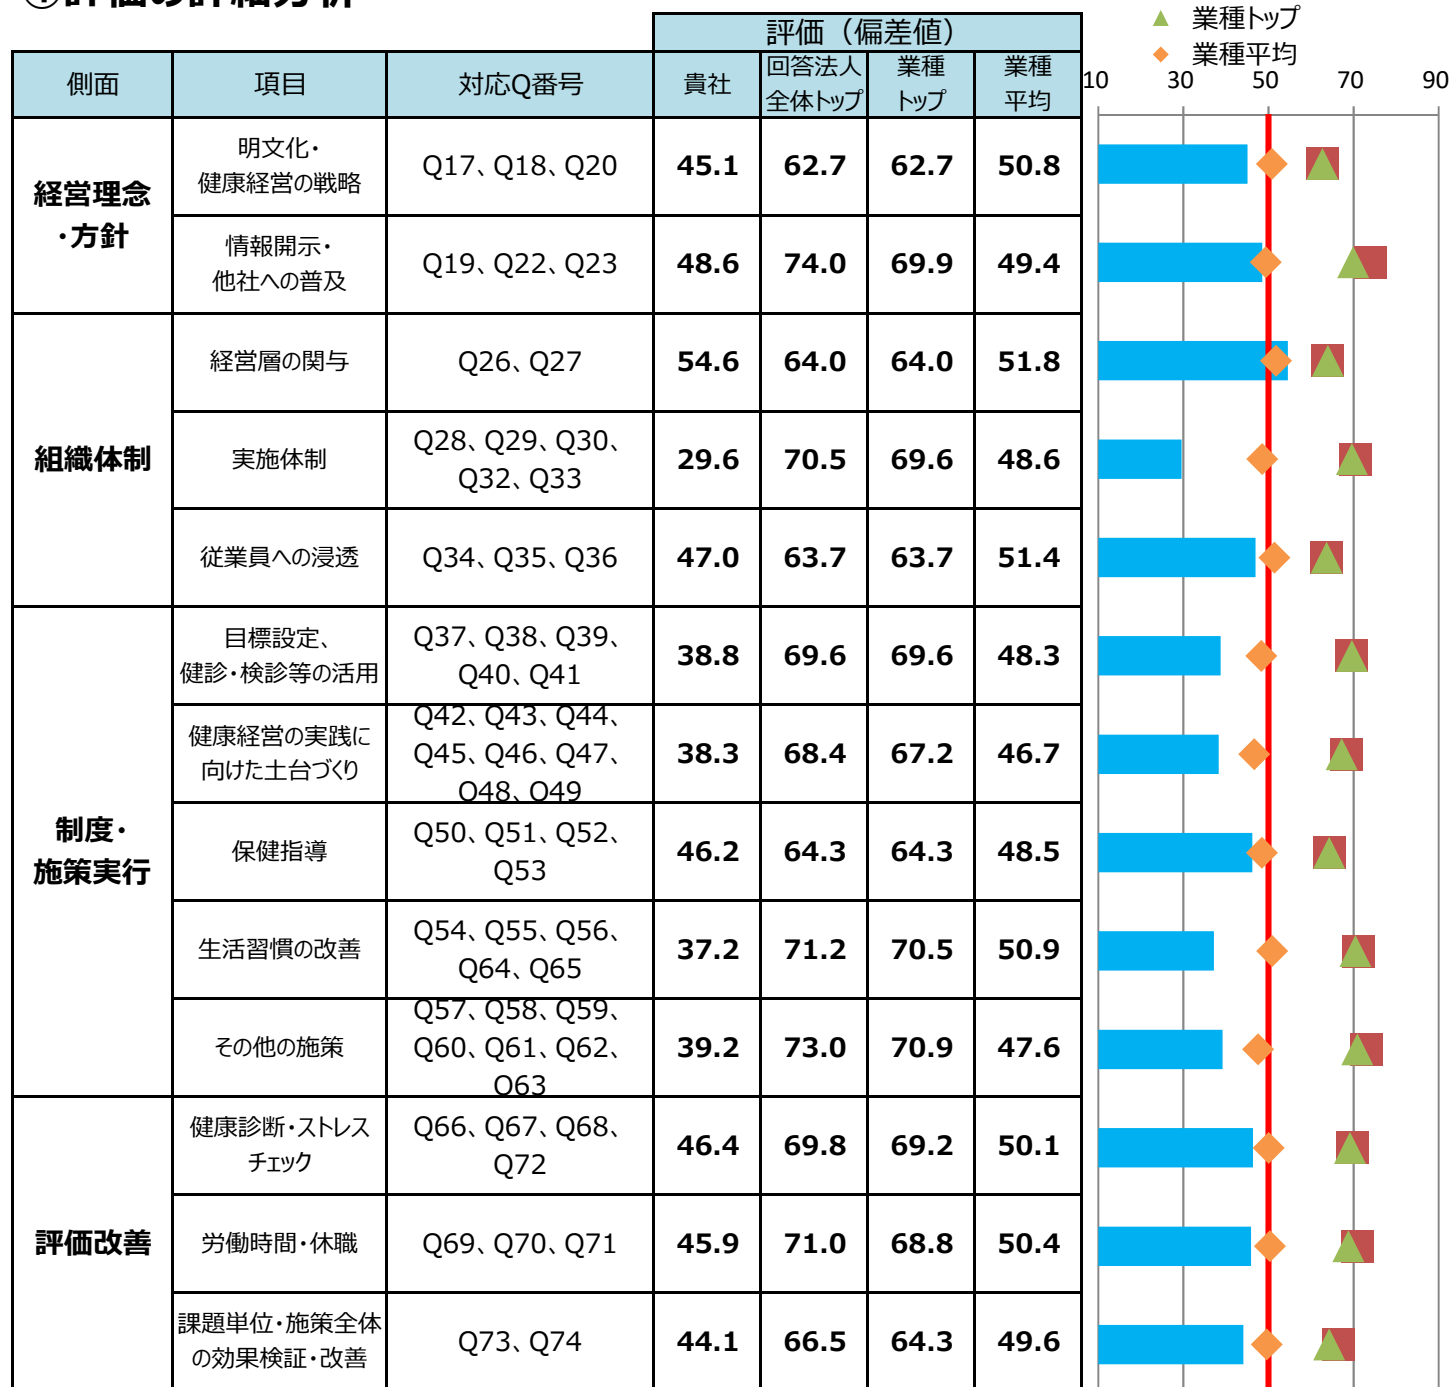 ①評価の詳細分析
▲ 業種トップ
◆ 業種平均
評価（偏差値）
側面 項目 対応Q番号 貴社 回答法人 業種 業種
全体トップ トップ 平均
10 30 50 70 90
経営理念
・方針
明文化・
健康経営の戦略
Q17、Q18、Q20 45.1 62.7 62.7 50.8
情報開示・
他社への普及
Q19、Q22、Q23 48.6 74.0 69.9 49.4
組織体制
経営層の関与 Q26、Q27 54.6 64.0 64.0 51.8
実施体制
Q28、Q29、Q30、
Q32、Q33
29.6 70.5 69.6 48.6
従業員への浸透 Q34、Q35、Q36 47.0 63.7 63.7 51.4
制度・
施策実行
目標設定、
健診・検診等の活用
Q37、Q38、Q39、
Q40、Q41
38.8 69.6 69.6 48.3
健康経営の実践に
向けた土台づくり
Q42、Q43、Q44、
Q45、Q46、Q47、
Q48、Q49
38.3 68.4 67.2 46.7
保健指導
Q50、Q51、Q52、
Q53
46.2 64.3 64.3 48.5
生活習慣の改善
Q54、Q55、Q56、
Q64、Q65
37.2 71.2 70.5 50.9
その他の施策
Q57、Q58、Q59、
Q60、Q61、Q62、
Q63
39.2 73.0 70.9 47.6
評価改善
健康診断・ストレス
チェック
Q66、Q67、Q68、
Q72
46.4 69.8 69.2 50.1
労働時間・休職 Q69、Q70、Q71 45.9 71.0 68.8 50.4
課題単位・施策全体
の効果検証・改善
Q73、Q74 44.1 66.5 64.3 49.6